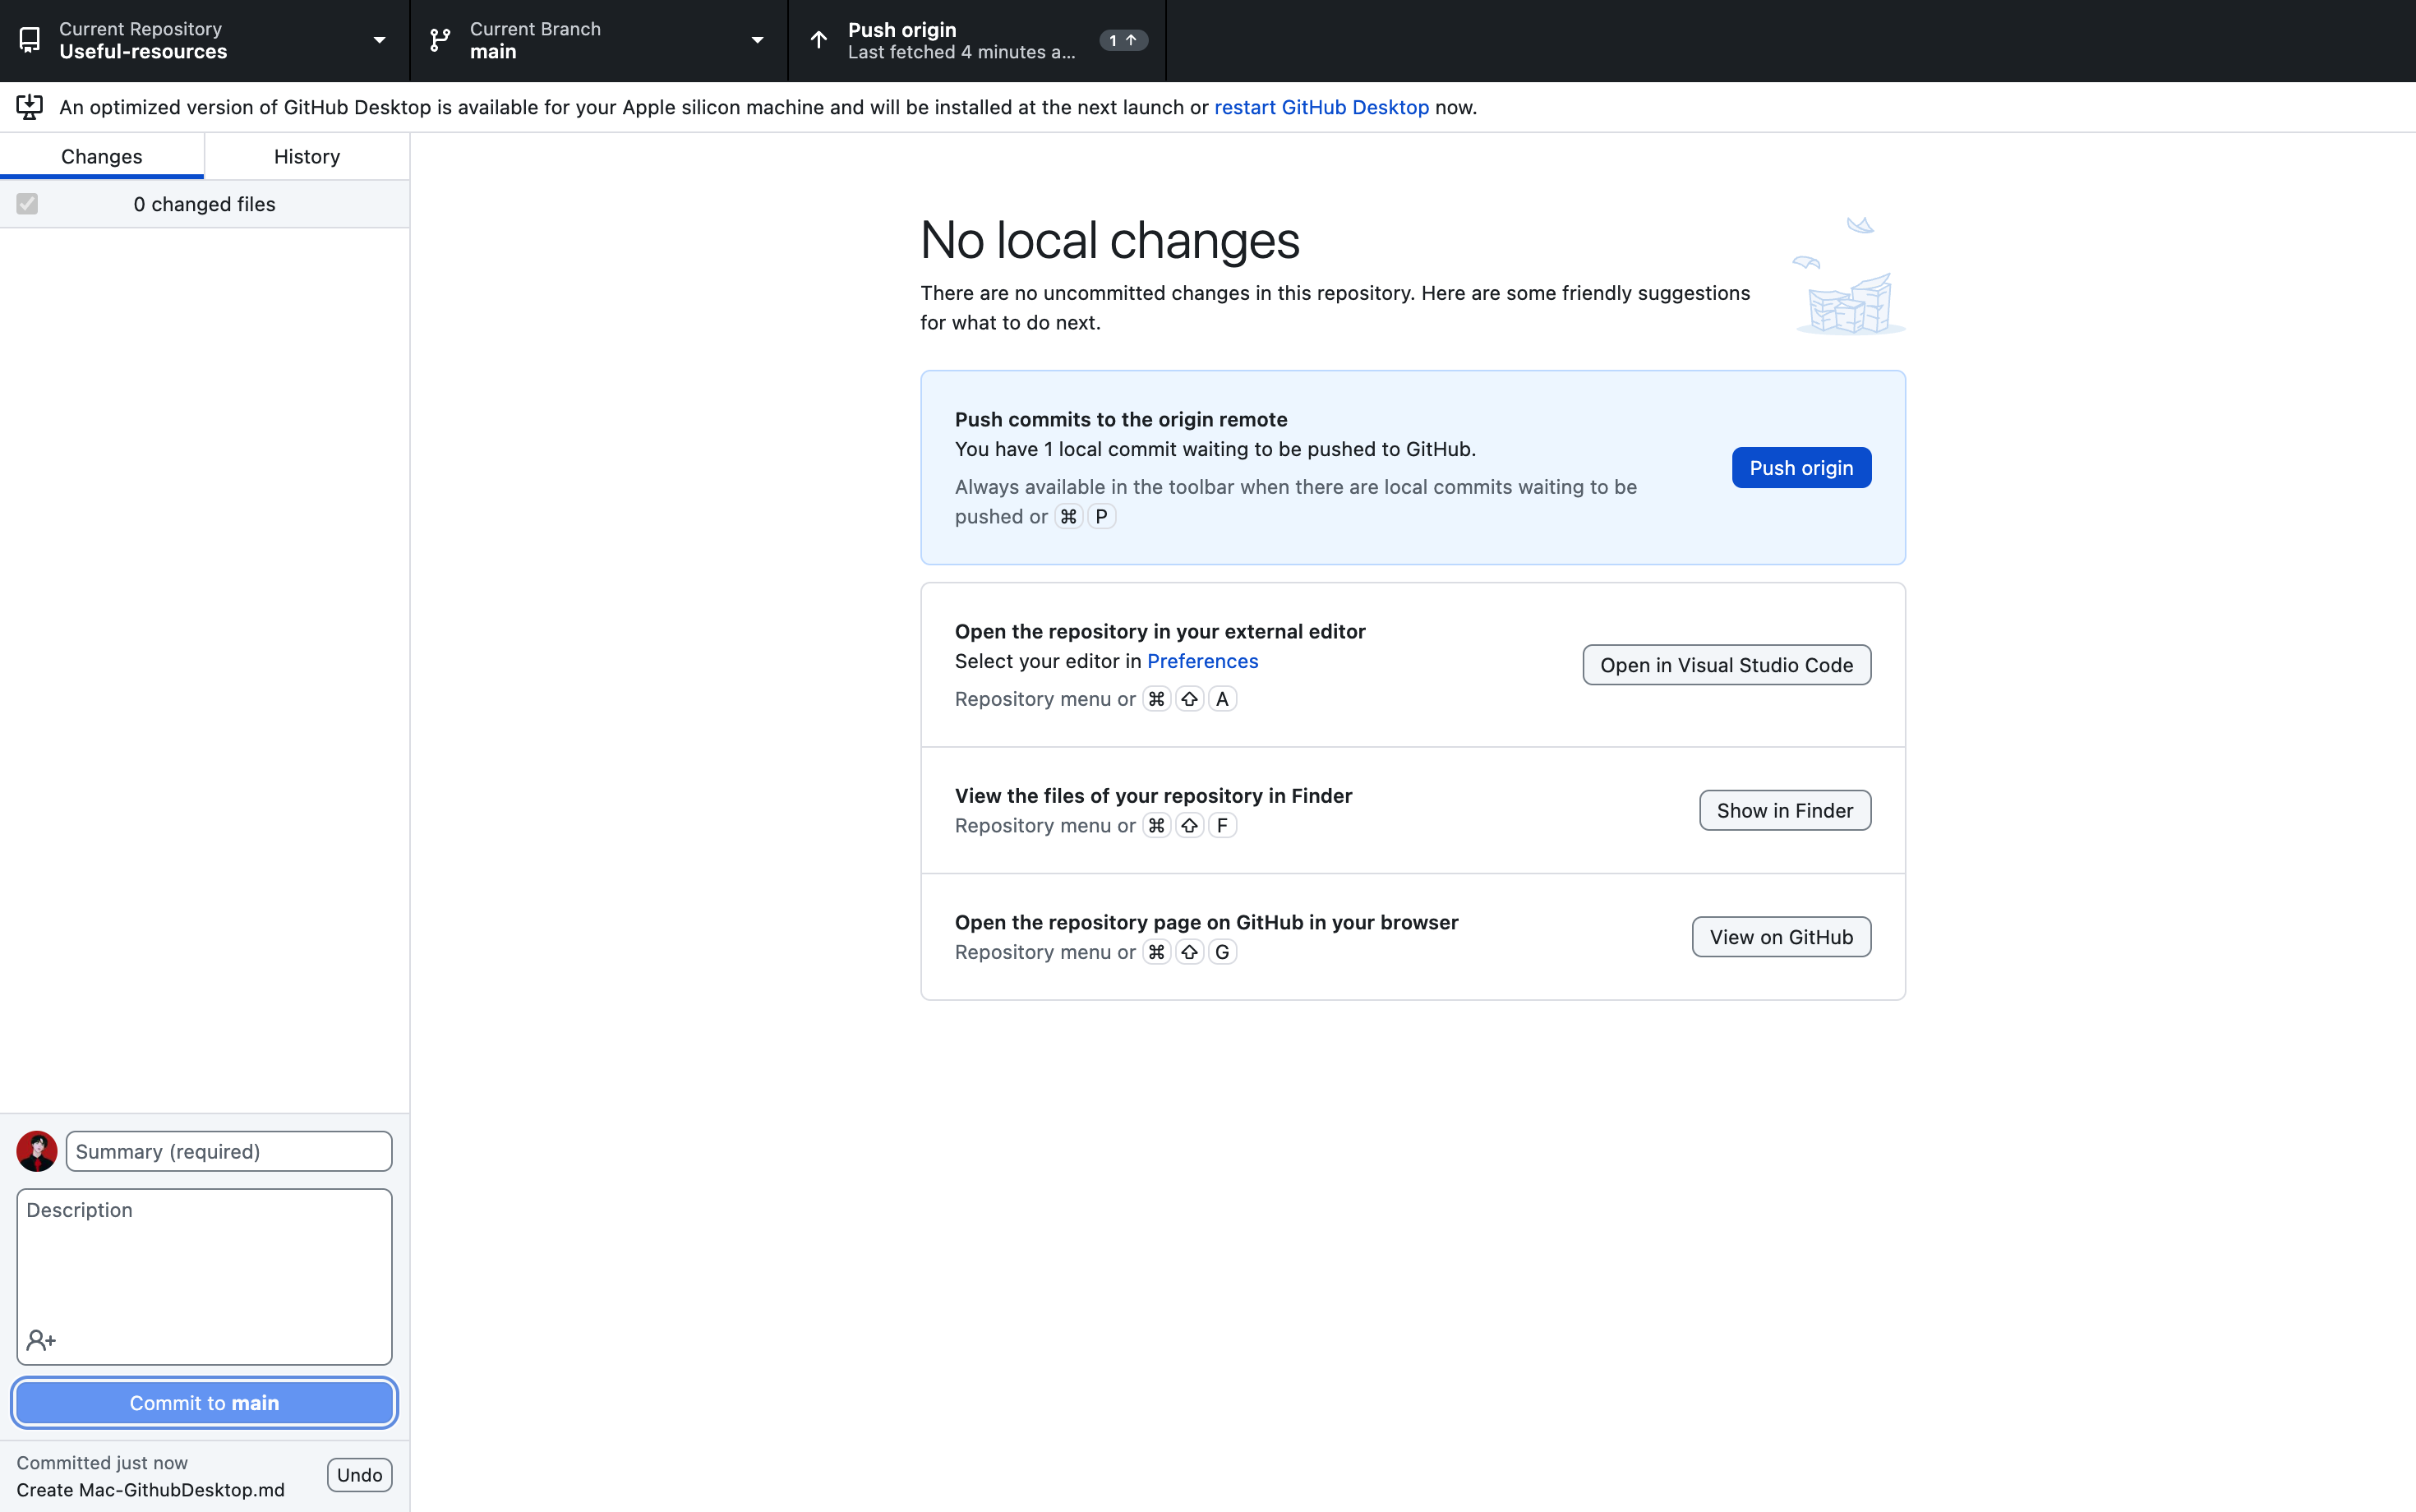 Current Repository
Useful-resources
Current Branch
main
Push origin
Last fetched 4 minutes a...
1
An optimized version of GitHub Desktop is available for your Apple silicon machine and will be installed at the next launch or restart GitHub Desktop now.
Changes
History
0 changed files
No local changes
There are no uncommitted changes in this repository. Here are some friendly suggestions
for what to do next.
Push commits to the origin remote
You have 1 local commit waiting to be pushed to GitHub.
Always available in the toolbar when there are local commits waiting to be
pushed or ⌘ P
Push origin
Open the repository in your external editor
Select your editor in Preferences
Repository menu or ⌘ ⇧ A
Open in Visual Studio Code
View the files of your repository in Finder
Repository menu or ⌘ ⇧ F
Show in Finder
Open the repository page on GitHub in your browser
Repository menu or ⌘ ⇧ G
View on GitHub
Summary (required)
Description
Commit to main
Committed just now
Create Mac-GithubDesktop.md
Undo